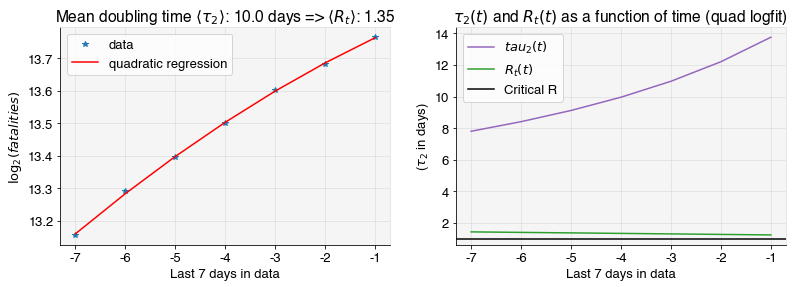 Mean doubling time ⟨τ₂⟩: 10.0 days => ⟨Rₜ⟩: 1.35
data
quadratic regression
log₂(fatalities)
13.7
13.6
13.5
13.4
13.3
13.2
-7 -6 -5 -4 -3 -2 -1
Last 7 days in data
τ₂(t) and Rₜ(t) as a function of time (quad logfit)
tau₂(t)
Rₜ(t)
Critical R
(τ₂ in days)
14
12
10
8
6
4
2
-7 -6 -5 -4 -3 -2 -1
Last 7 days in data